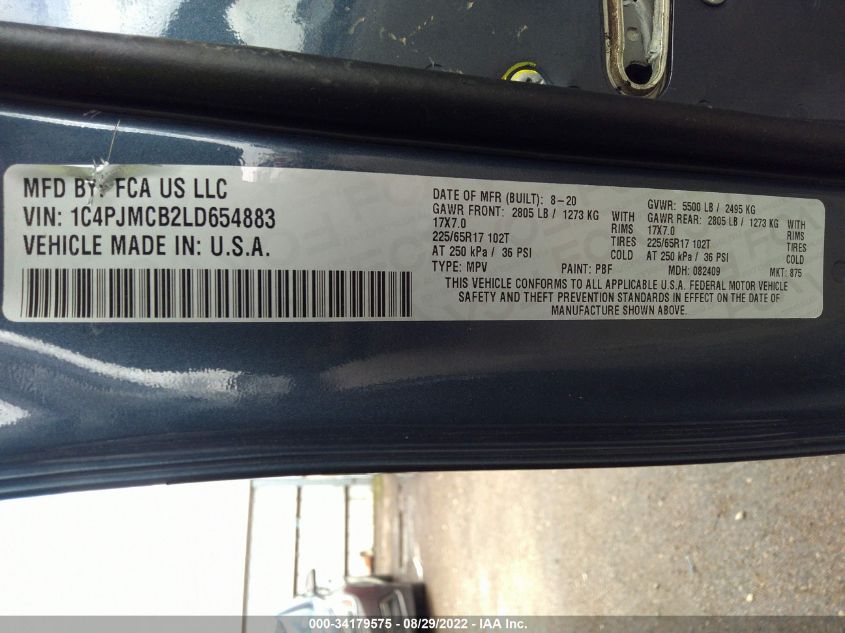 MFD BY: FCA US LLC
VIN: 1C4PJMCB2LD654883
VEHICLE MADE IN: U.S.A.
DATE OF MFR (BUILT): 8-20 GVWR: 5500 LB / 2495 KG
GAWR FRONT: 2805 LB / 1273 KG WITH GAWR REAR: 2805 LB / 1273 KG WITH
17X7.0 RIMS 17X7.0 RIMS
225/65R17 102T TIRES 225/65R17 102T TIRES
AT 250 kPa / 36 PSI COLD AT 250 kPa / 36 PSI COLD
TYPE: MPV PAINT: PBF MDH: 082409 MKT: 875
THIS VEHICLE CONFORMS TO ALL APPLICABLE U.S.A. FEDERAL MOTOR VEHICLE
SAFETY AND THEFT PREVENTION STANDARDS IN EFFECT ON THE DATE OF
MANUFACTURE SHOWN ABOVE.
000-34179575 - 08/29/2022 - IAA Inc.